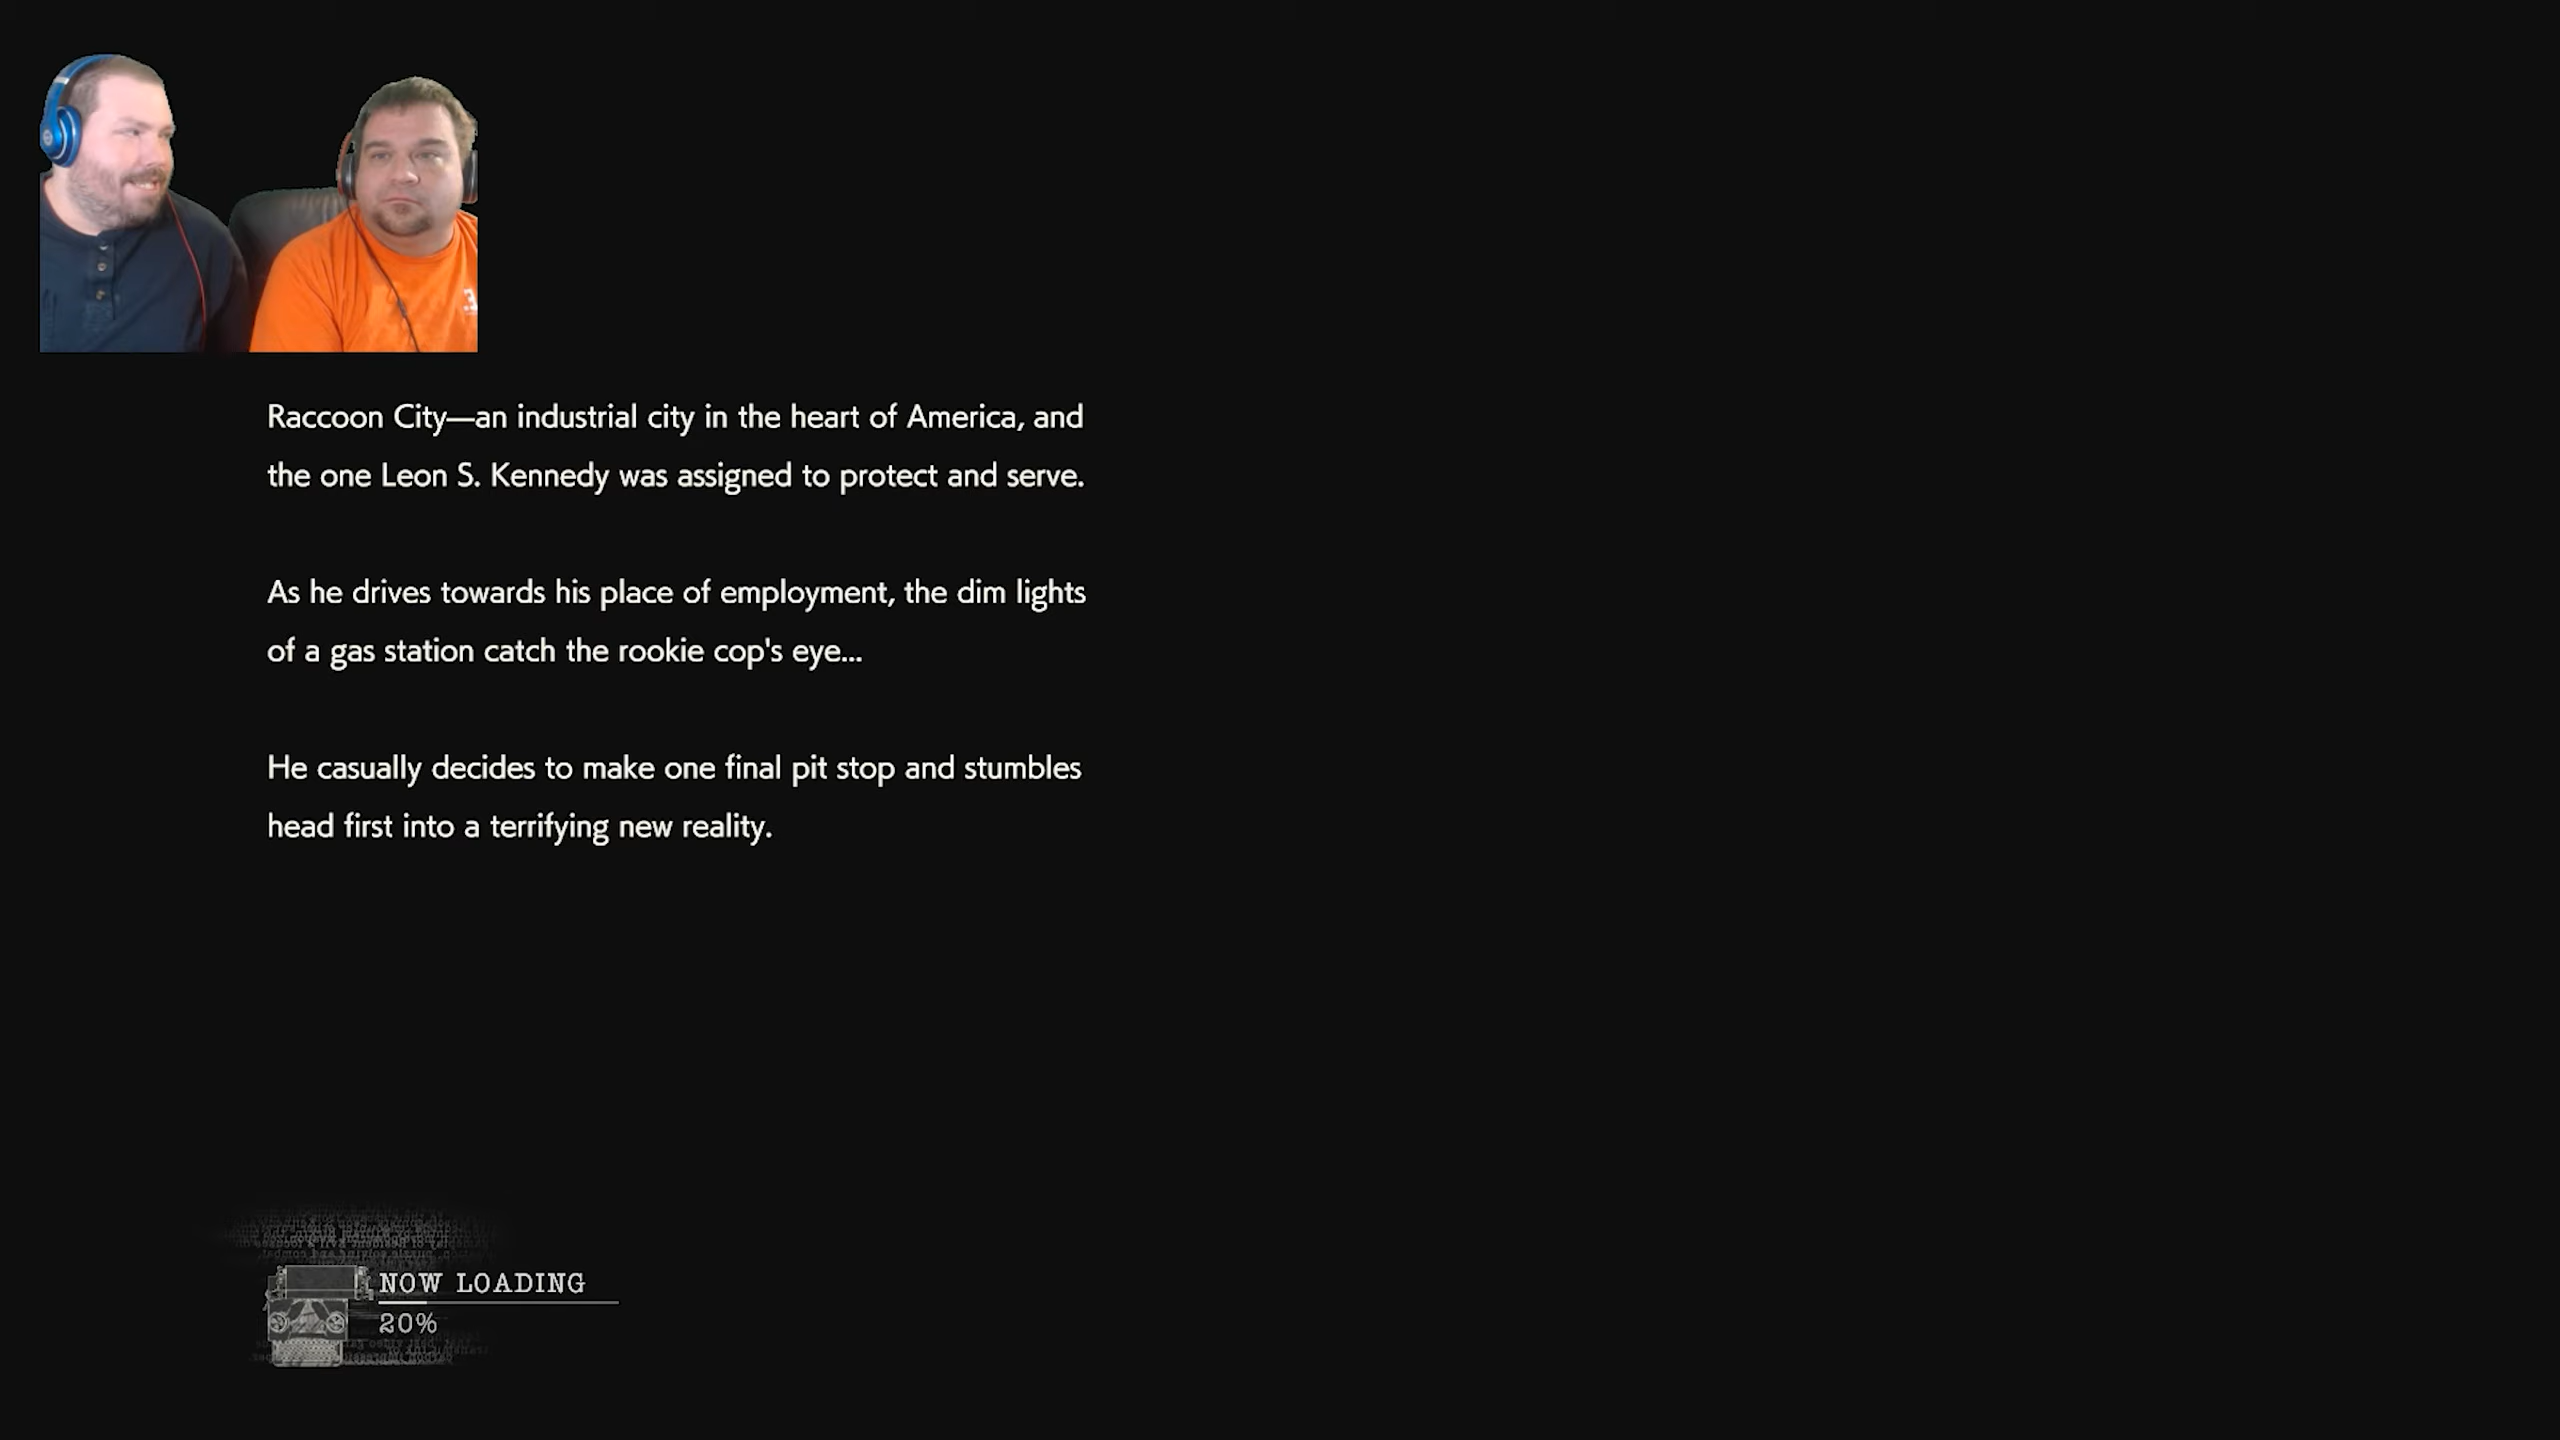 Raccoon City—an industrial city in the heart of America, and
the one Leon S. Kennedy was assigned to protect and serve.
As he drives towards his place of employment, the dim lights
of a gas station catch the rookie cop's eye...
He casually decides to make one final pit stop and stumbles
head first into a terrifying new reality.
NOW LOADING
20%